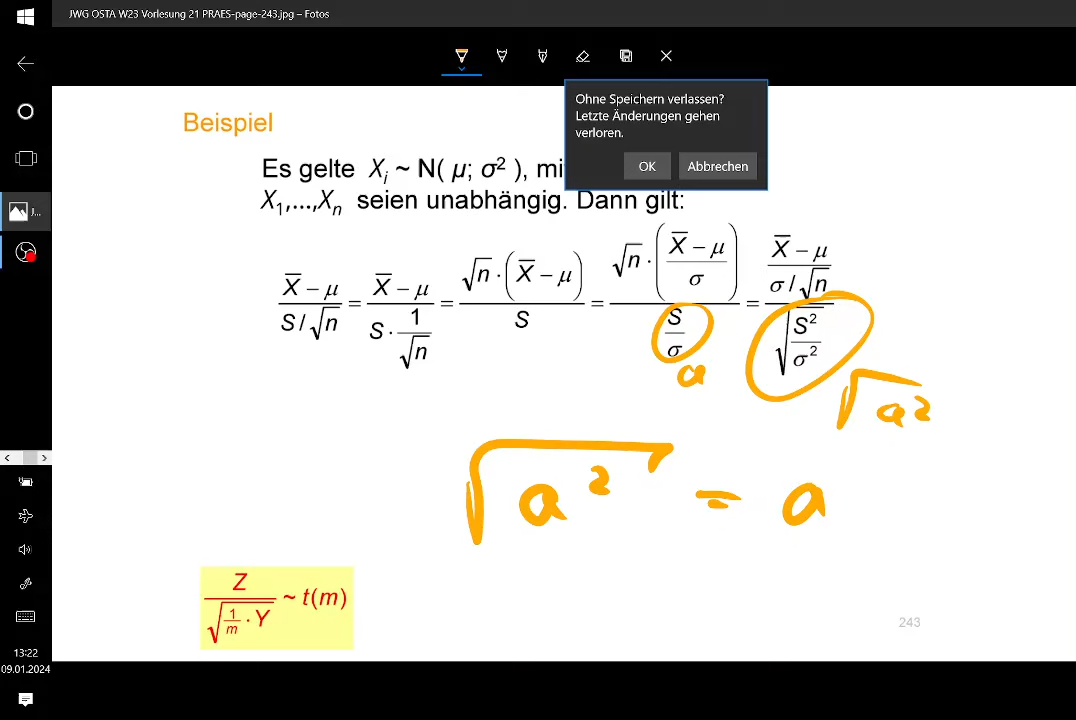 JWG OSTA W23 Vorlesung 21 PRAES-page-243.jpg - Fotos
Ohne Speichern verlassen?
Letzte Änderungen gehen
verloren.
OK Abbrechen
Beispiel
Es gelte X_i ~ N( μ; σ² ), mi
X_1,...,X_n seien unabhängig. Dann gilt:
(X̄ − μ)/(S/√n) = (X̄ − μ)/(S · 1/√n) = (√n · (X̄ − μ))/S = (√n · ((X̄ − μ)/σ))/(S/σ) = ((X̄ − μ)/(σ/√n))/√(S²/σ²)
a
√a²
√a² = a
Z/√(1/m · Y) ~ t(m)
243
J...
13:22
09.01.2024